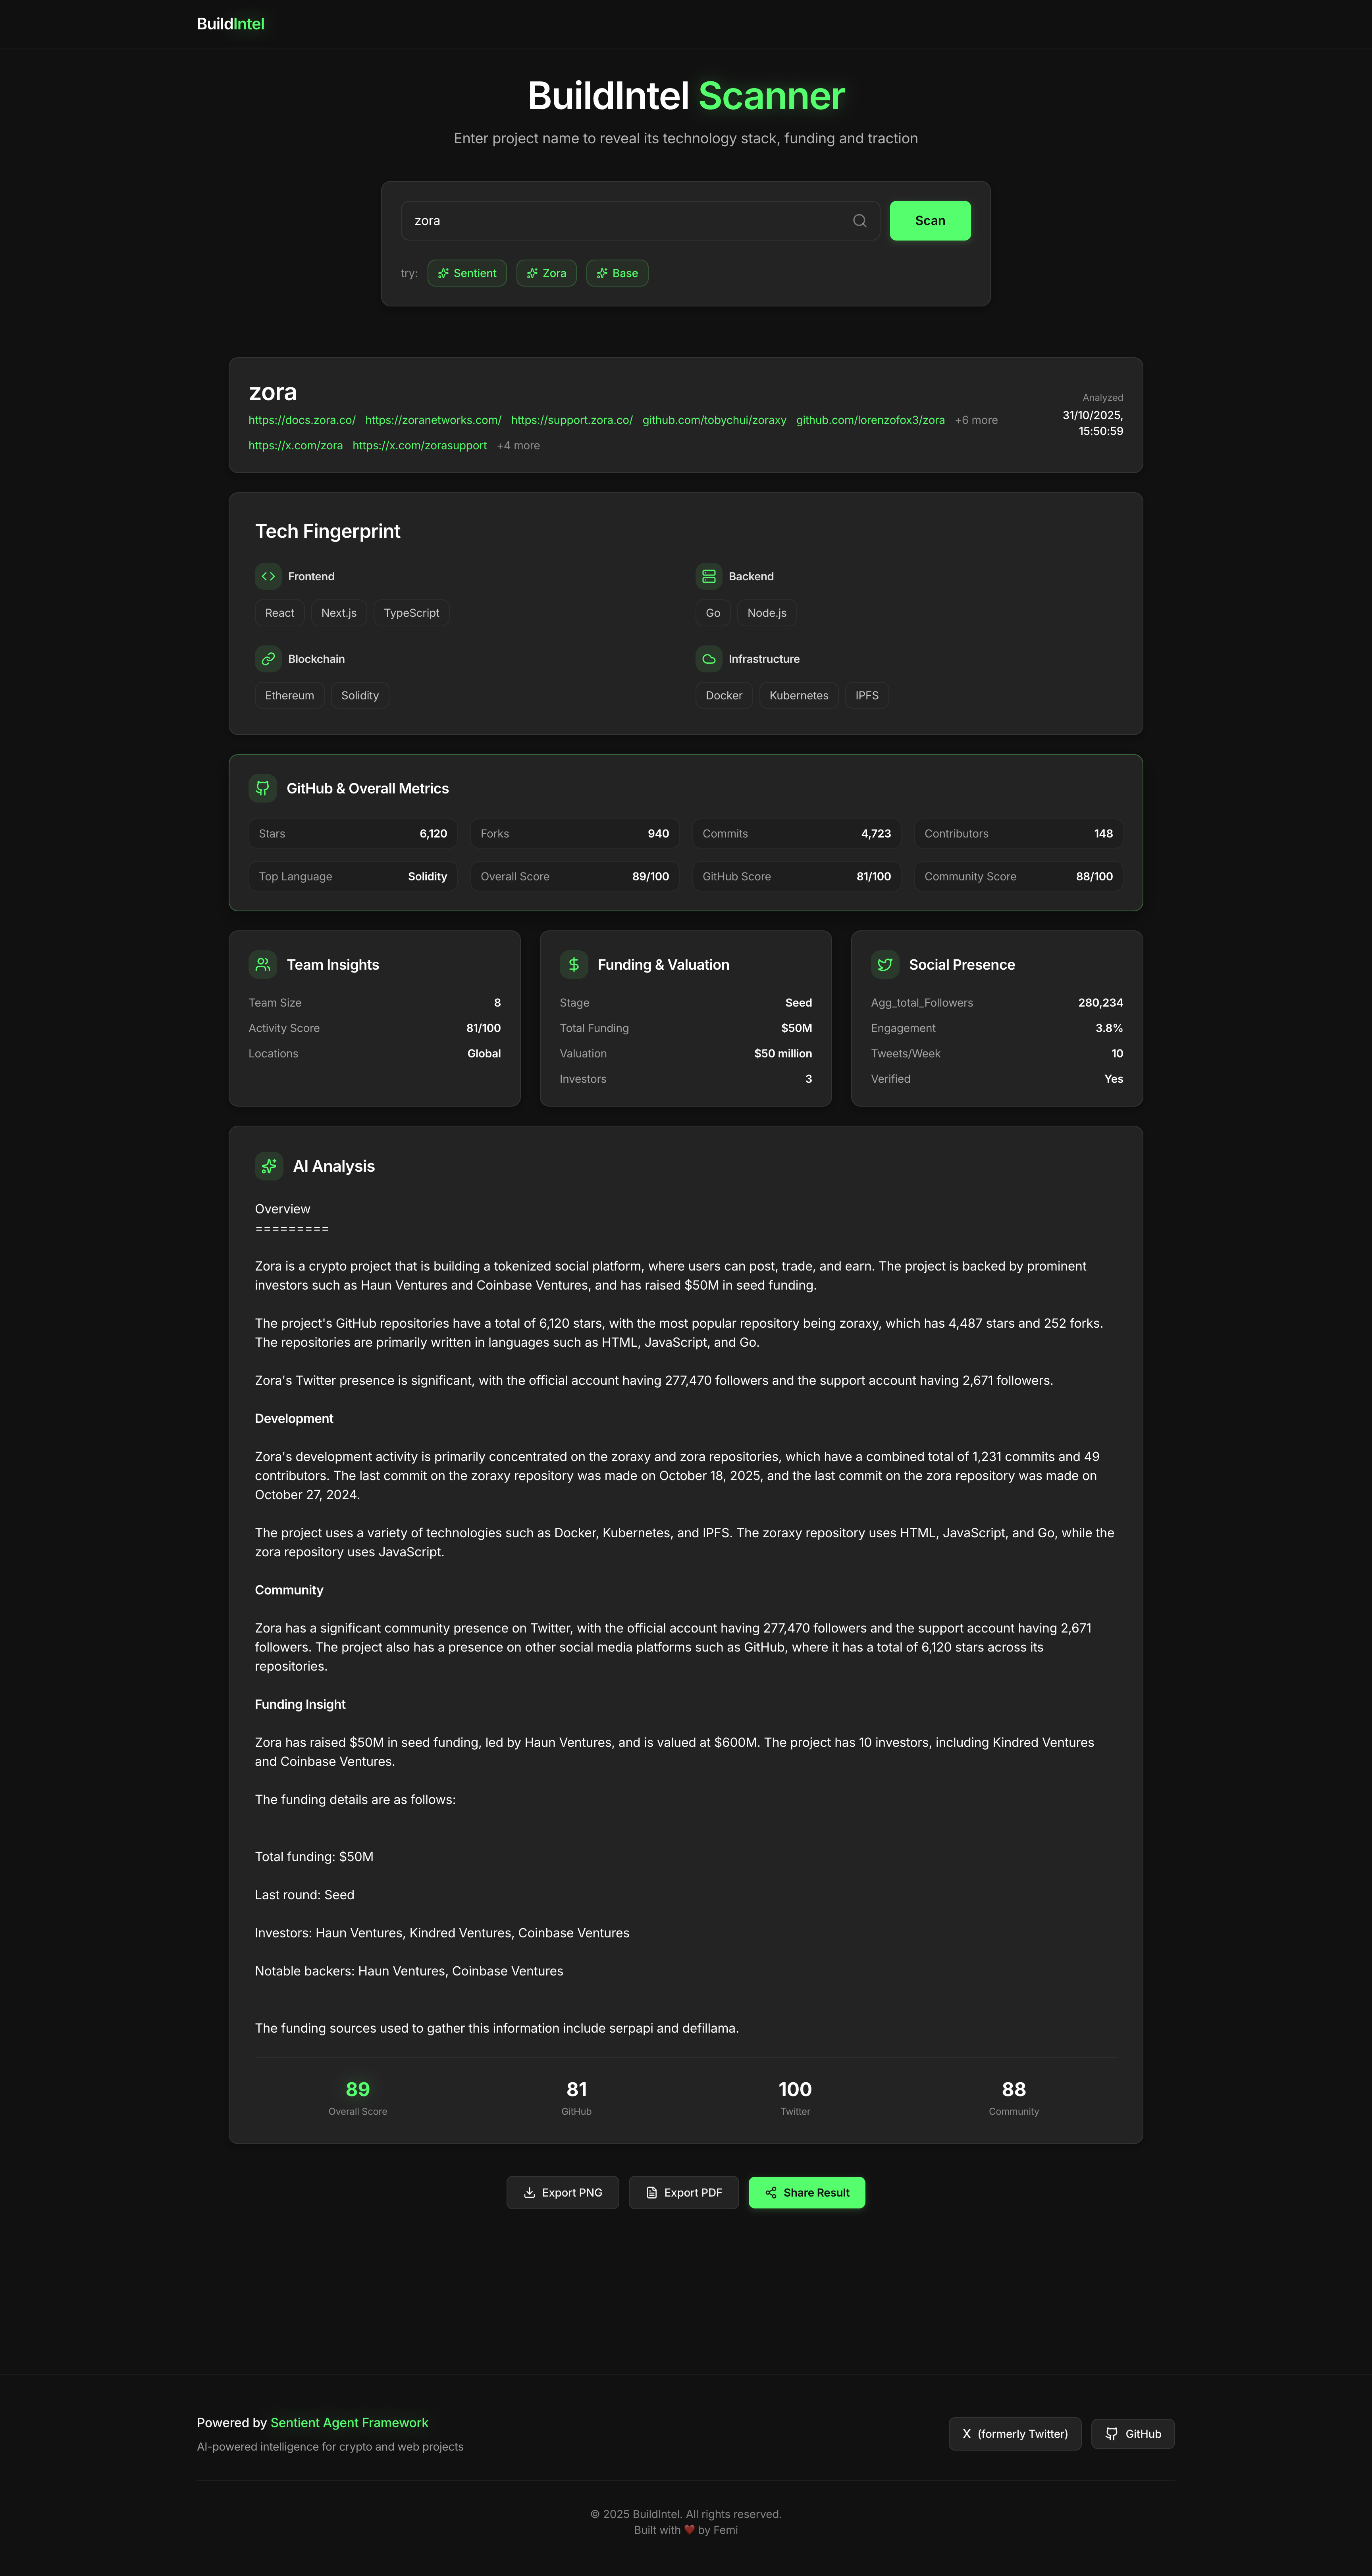 BuildIntel
BuildIntel Scanner
Enter project name to reveal its technology stack, funding and traction
zora
Scan
try:
Sentient
Zora
Base
zora
https://docs.zora.co/ https://zoranetworks.com/ https://support.zora.co/ github.com/tobychui/zoraxy github.com/lorenzofox3/zora +6 more
https://x.com/zora https://x.com/zorasupport +4 more
Analyzed
31/10/2025,
15:50:59
Tech Fingerprint
Frontend
React Next.js TypeScript
Backend
Go Node.js
Blockchain
Ethereum Solidity
Infrastructure
Docker Kubernetes IPFS
GitHub & Overall Metrics
Stars 6,120
Forks 940
Commits 4,723
Contributors 148
Top Language Solidity
Overall Score 89/100
GitHub Score 81/100
Community Score 88/100
Team Insights
Team Size 8
Activity Score 81/100
Locations Global
Funding & Valuation
Stage Seed
Total Funding $50M
Valuation $50 million
Investors 3
Social Presence
Agg_total_Followers 280,234
Engagement 3.8%
Tweets/Week 10
Verified Yes
AI Analysis
Overview
=========
Zora is a crypto project that is building a tokenized social platform, where users can post, trade, and earn. The project is backed by prominent
investors such as Haun Ventures and Coinbase Ventures, and has raised $50M in seed funding.
The project's GitHub repositories have a total of 6,120 stars, with the most popular repository being zoraxy, which has 4,487 stars and 252 forks.
The repositories are primarily written in languages such as HTML, JavaScript, and Go.
Zora's Twitter presence is significant, with the official account having 277,470 followers and the support account having 2,671 followers.
Development
Zora's development activity is primarily concentrated on the zoraxy and zora repositories, which have a combined total of 1,231 commits and 49
contributors. The last commit on the zoraxy repository was made on October 18, 2025, and the last commit on the zora repository was made on
October 27, 2024.
The project uses a variety of technologies such as Docker, Kubernetes, and IPFS. The zoraxy repository uses HTML, JavaScript, and Go, while the
zora repository uses JavaScript.
Community
Zora has a significant community presence on Twitter, with the official account having 277,470 followers and the support account having 2,671
followers. The project also has a presence on other social media platforms such as GitHub, where it has a total of 6,120 stars across its
repositories.
Funding Insight
Zora has raised $50M in seed funding, led by Haun Ventures, and is valued at $600M. The project has 10 investors, including Kindred Ventures
and Coinbase Ventures.
The funding details are as follows:
Total funding: $50M
Last round: Seed
Investors: Haun Ventures, Kindred Ventures, Coinbase Ventures
Notable backers: Haun Ventures, Coinbase Ventures
The funding sources used to gather this information include serpapi and defillama.
89
Overall Score
81
GitHub
100
Twitter
88
Community
Export PNG
Export PDF
Share Result
Powered by Sentient Agent Framework
AI-powered intelligence for crypto and web projects
X (formerly Twitter)
GitHub
© 2025 BuildIntel. All rights reserved.
Built with ❤️ by Femi